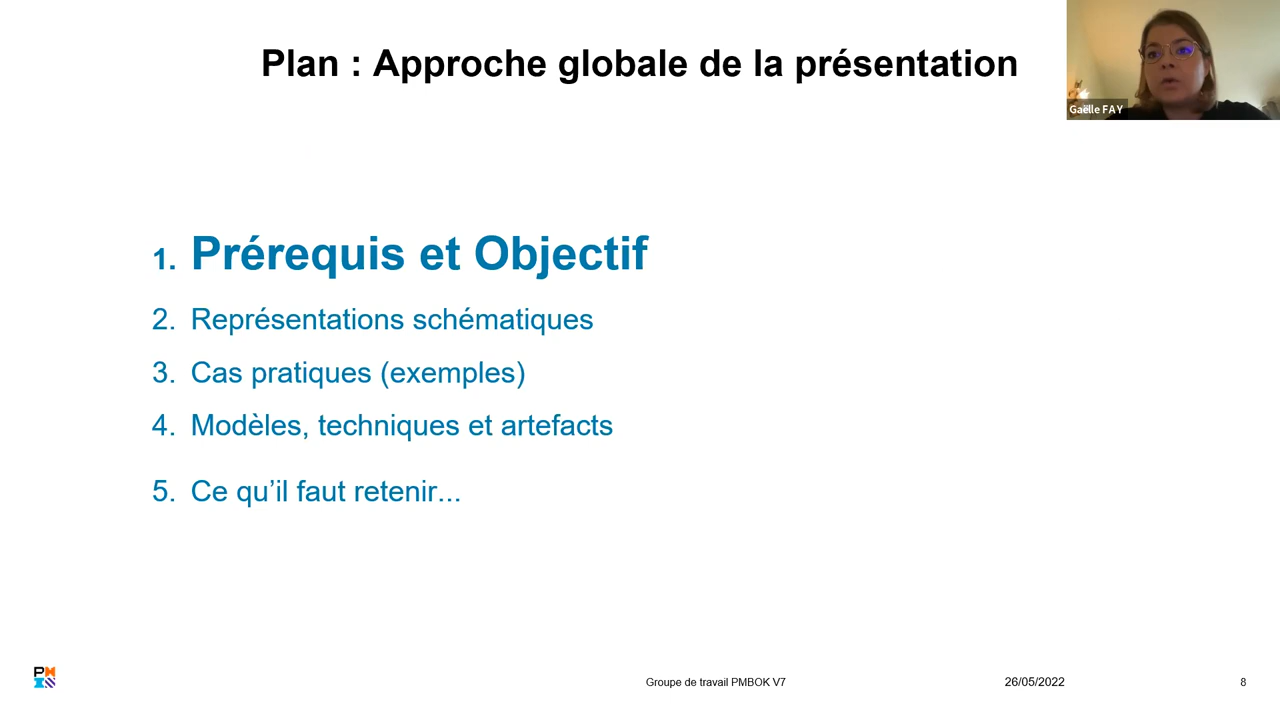 Plan : Approche globale de la présentation
Gaëlle FAY
1. Prérequis et Objectif
2. Représentations schématiques
3. Cas pratiques (exemples)
4. Modèles, techniques et artefacts
5. Ce qu’il faut retenir...
PM
Groupe de travail PMBOK V7
26/05/2022
8